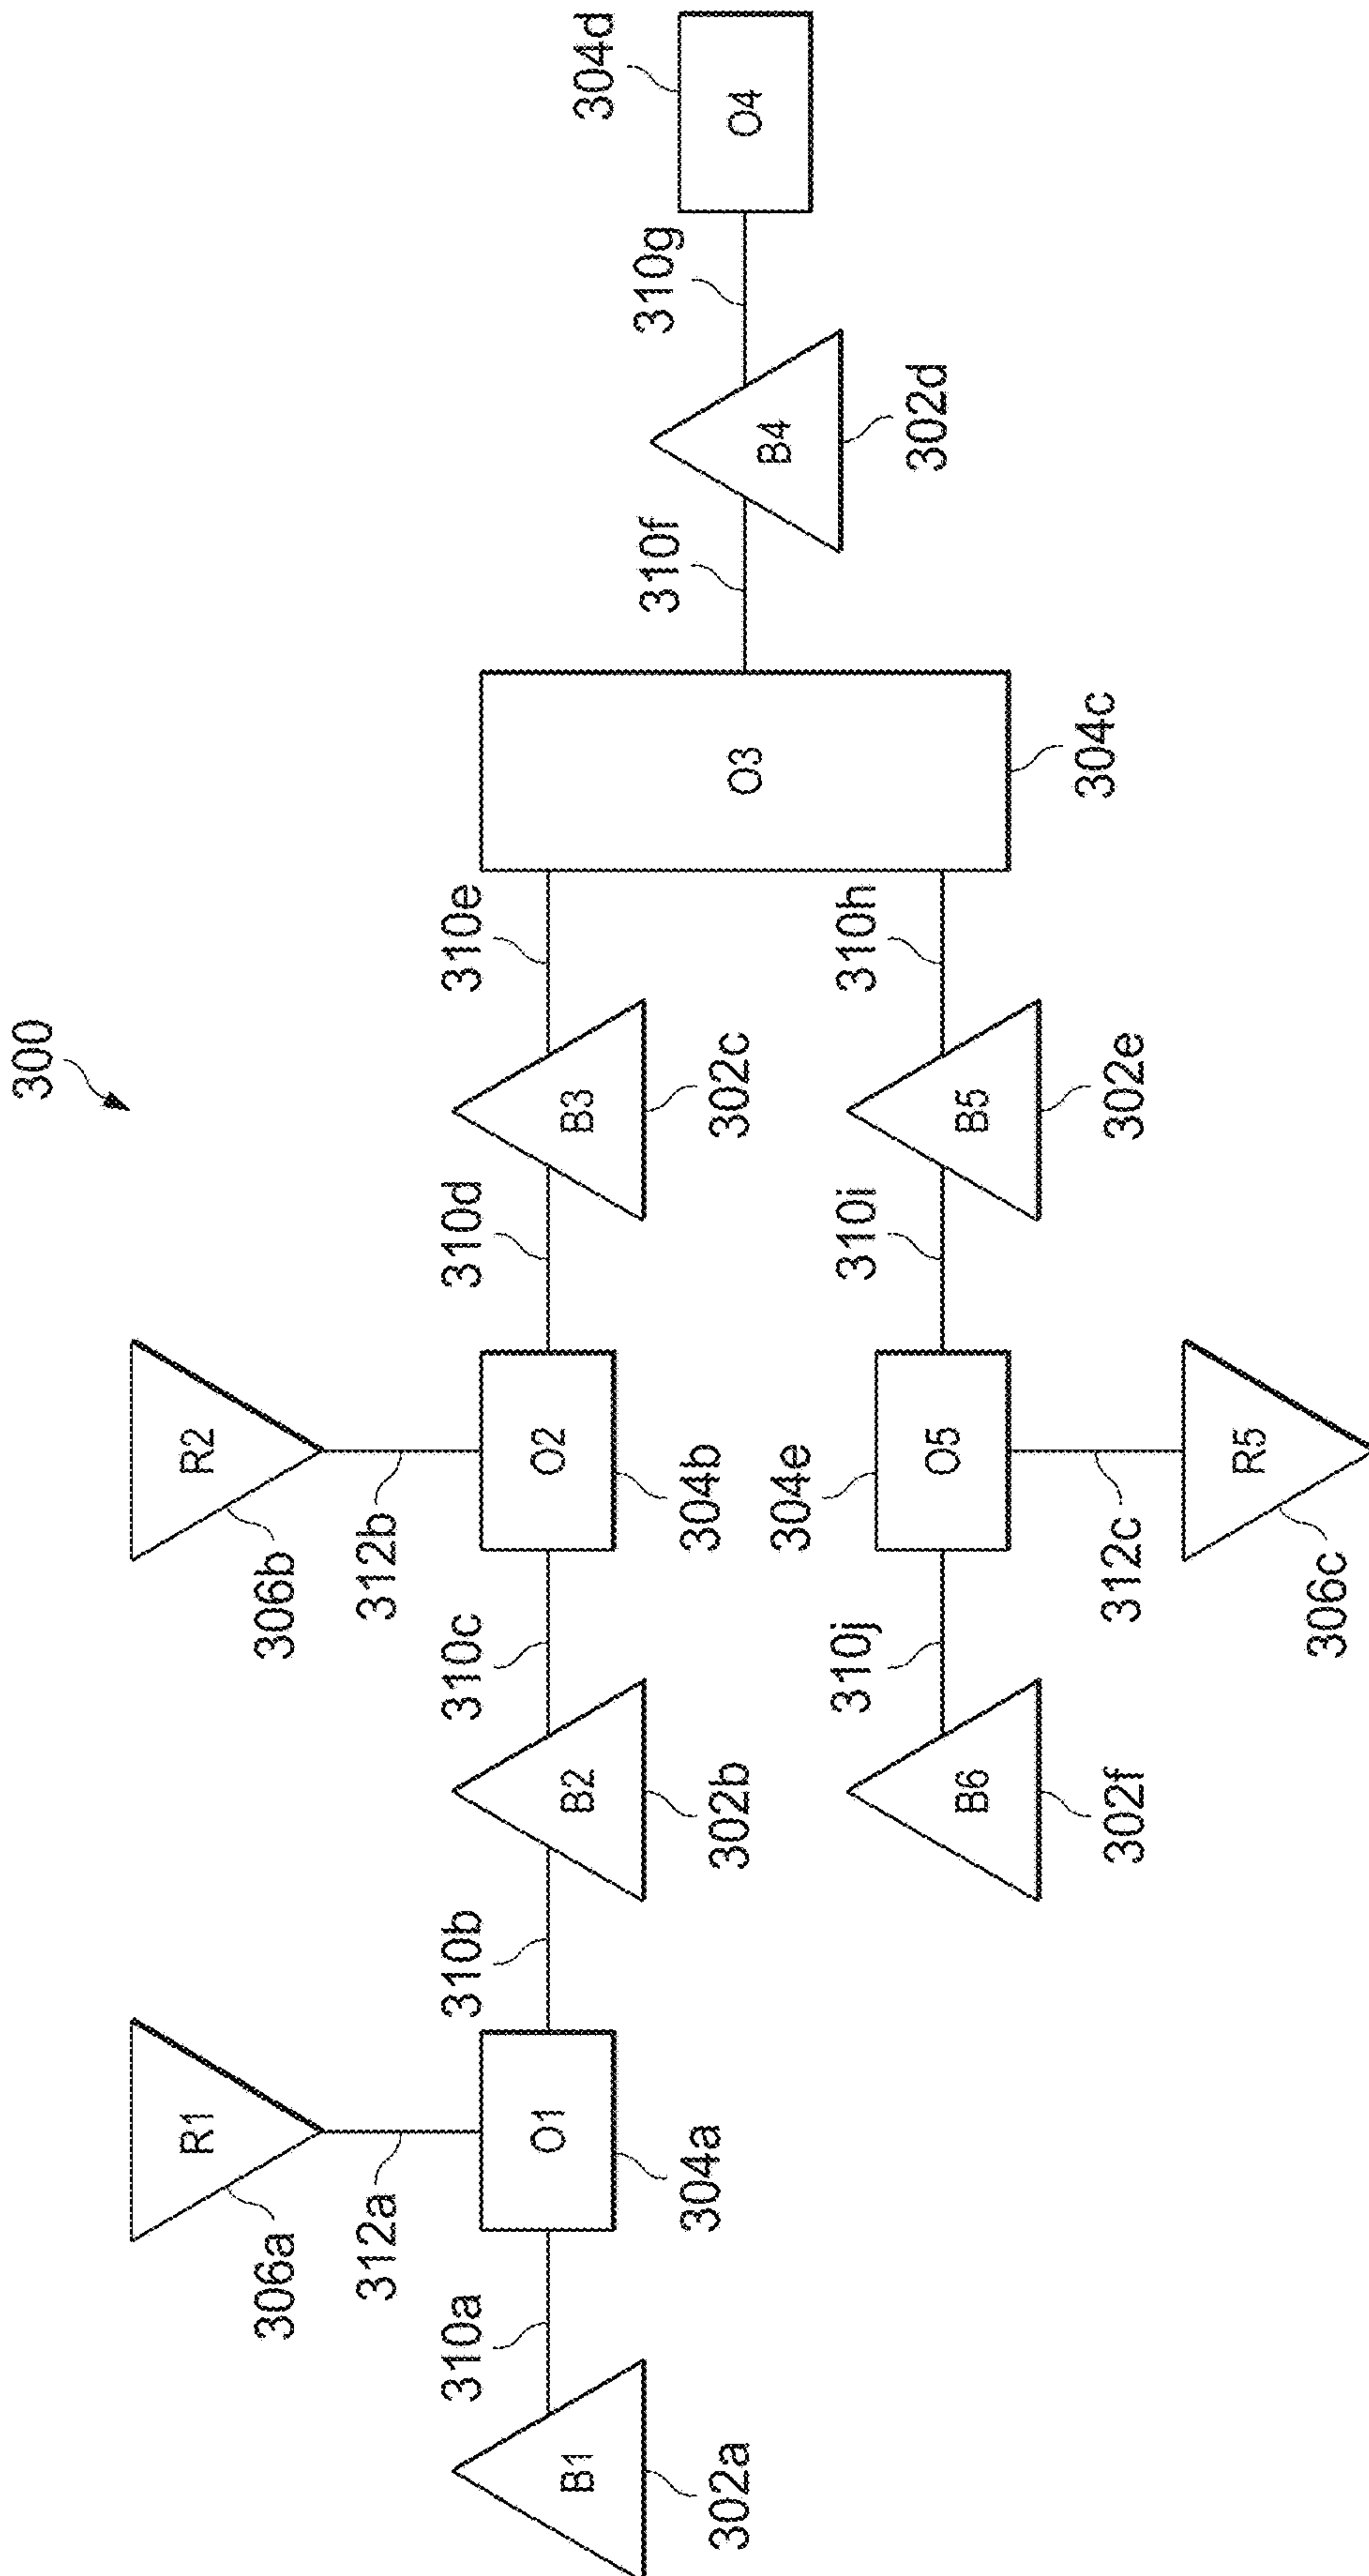 300
R1
306a
312a
R2
306b
312b
310a
310b
310c
310d
310e
B1
302a
O1
304a
B2
302b
O2
304b
B3
302c
O3
304c
310f
310g
B4
302d
O4
304d
310j
310i
310h
B6
302f
304e
O5
B5
302e
312c
R5
306c